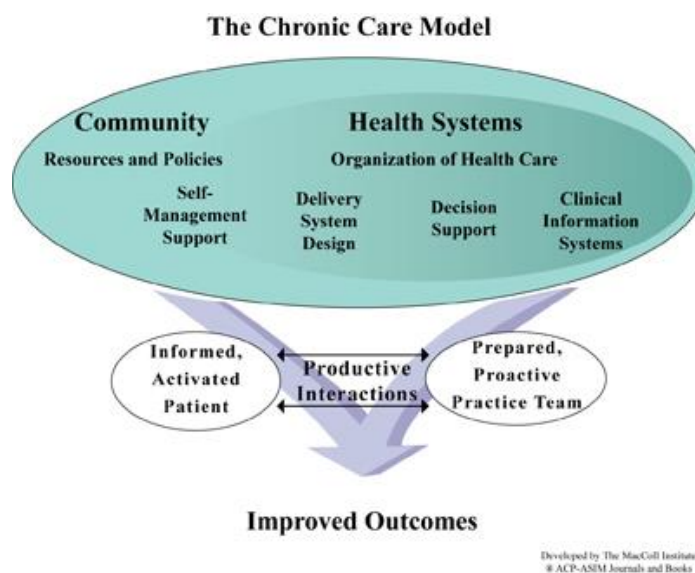 The Chronic Care Model
Community
Health Systems
Resources and Policies
Organization of Health Care
Self-
Management
Support
Delivery
System
Design
Decision
Support
Clinical
Information
Systems
Informed,
Activated
Patient
Productive
Interactions
Prepared,
Proactive
Practice Team
Improved Outcomes
Developed by The MacColl Institute
® ACP-ASIM Journals and Books